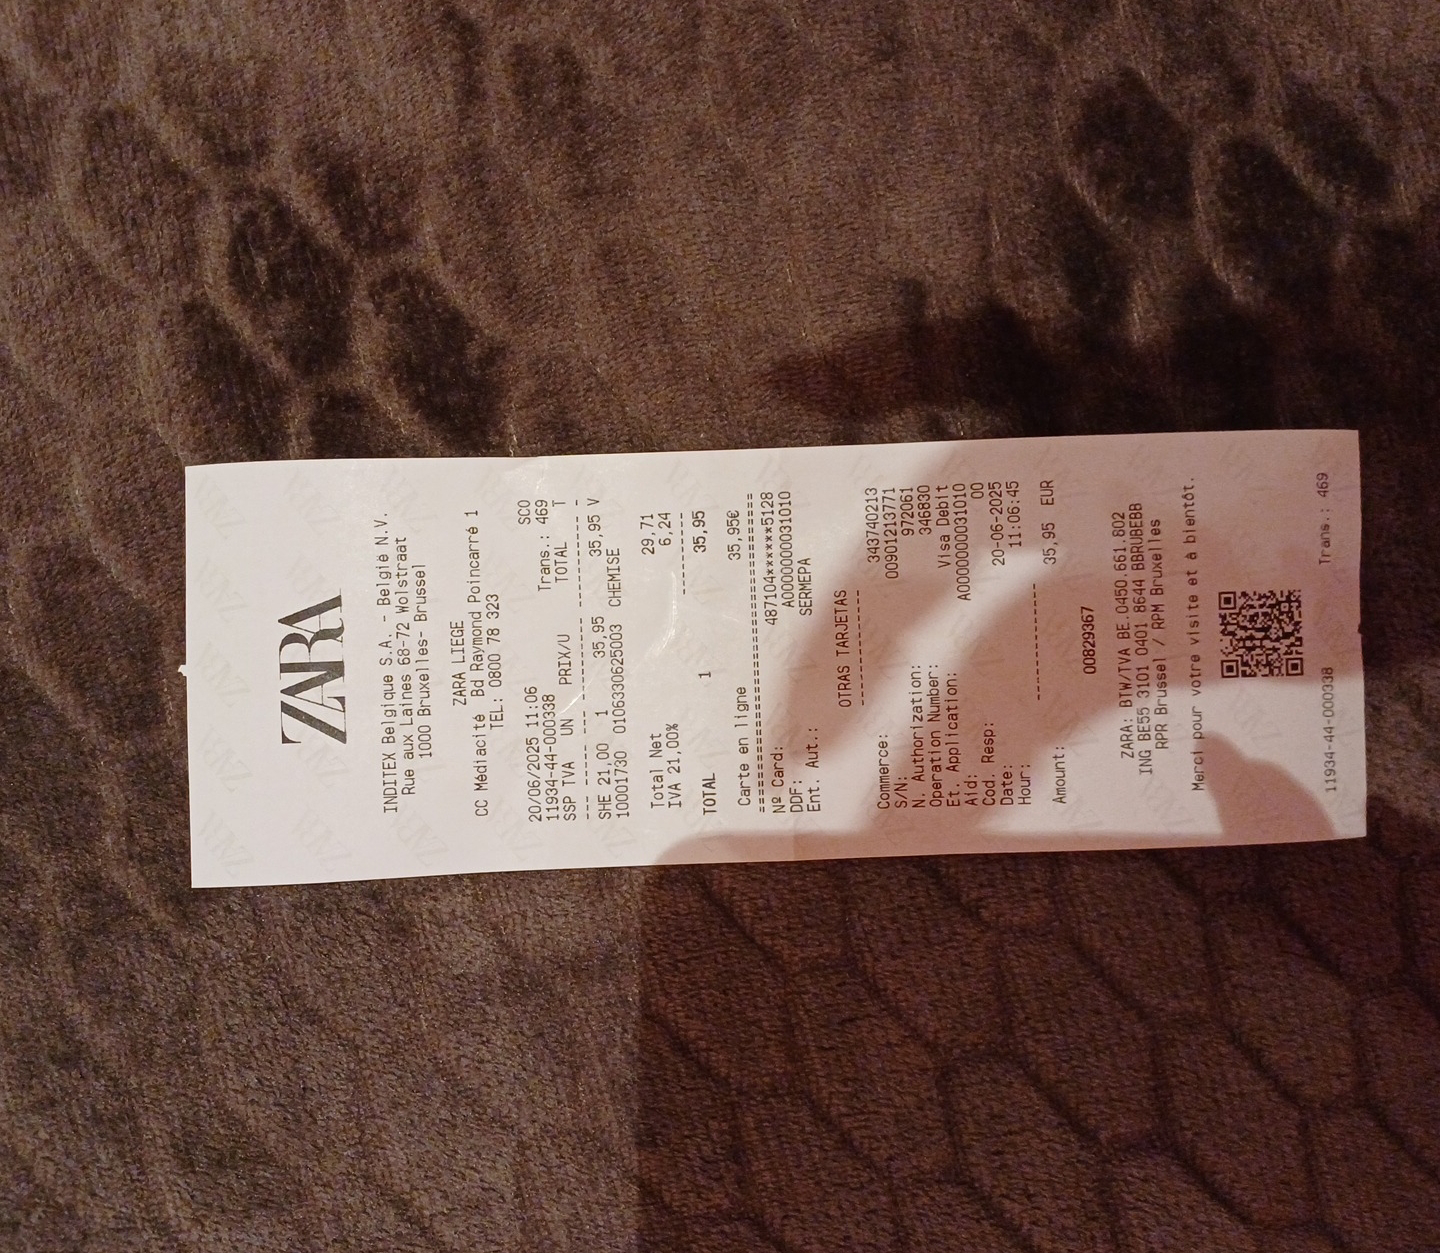 ZARA
INDITEX Belgique S.A. - België N.V.
Rue aux Laines 68-72 Wolstraat
1000 Bruxelles- Brussel
ZARA LIEGE
CC Médiacité Bd Raymond Poincarré 1
TEL: 0800 78 323
20/06/2025 11:06 SCO
11934-44-000338 Trans.: 469
SSP TVA UN PRIX/U TOTAL T
SHE 21,00 1 35,95 35,95 V
10001730 0106330625003 CHEMISE
Total Net 29,71
IVA 21,00% 6,24
TOTAL 1 35,95
Carte en ligne 35,95€
Nº Card: 487104******5128
DDF: A0000000031010
Ent. Aut.: SERMEPA
OTRAS TARJETAS
Commerce: 343740213
S/N: 00901213771
N. Authorization: 972061
Operation Number: 346830
Et. Application: Visa Debit
Aid: A0000000031010
Cod. Resp: 00
Date: 20-06-2025
Hour: 11:06:45
Amount: 35,95 EUR
00829367
ZARA: BTW/TVA BE.0450.661.802
ING BE55 3101 0401 8644 BBRUBEBB
RPR Brussel / RPM Bruxelles
Merci pour votre visite et à bientôt.
11934-44-000338 Trans.: 469